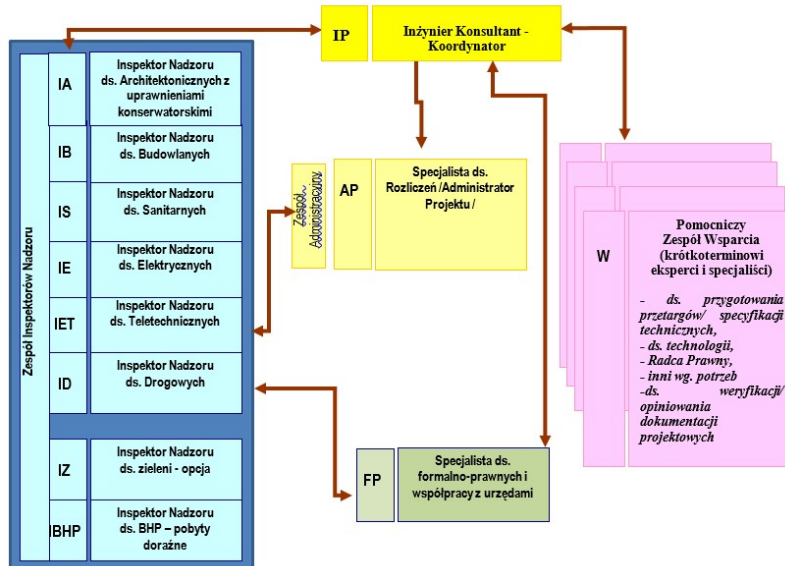 IP
Inżynier Konsultant -
Koordynator
Zespół Inspektorów Nadzoru
IA
Inspektor Nadzoru
ds. Architektonicznych z
uprawnieniami
konserwatorskimi
IB
Inspektor Nadzoru
ds. Budowlanych
IS
Inspektor Nadzoru
ds. Sanitarnych
IE
Inspektor Nadzoru
ds. Elektrycznych
IET
Inspektor Nadzoru
ds. Teletechnicznych
ID
Inspektor Nadzoru
ds. Drogowych
IZ
Inspektor Nadzoru
ds. zieleni - opcja
IBHP
Inspektor Nadzoru
ds. BHP – pobyty
doraźne
Zespół
Administracyjny
AP
Specjalista ds.
Rozliczeń /Administrator
Projektu /
FP
Specjalista ds.
formalno-prawnych i
współpracy z urzędami
W
Pomocniczy
Zespół Wsparcia
(krótkoterminowi
eksperci i specjaliści)
- ds. przygotowania
przetargów/ specyfikacji
technicznych,
- ds. technologii,
- Radca Prawny,
- inni wg. potrzeb
-ds. weryfikacji/
opiniowania
dokumentacji
projektowych